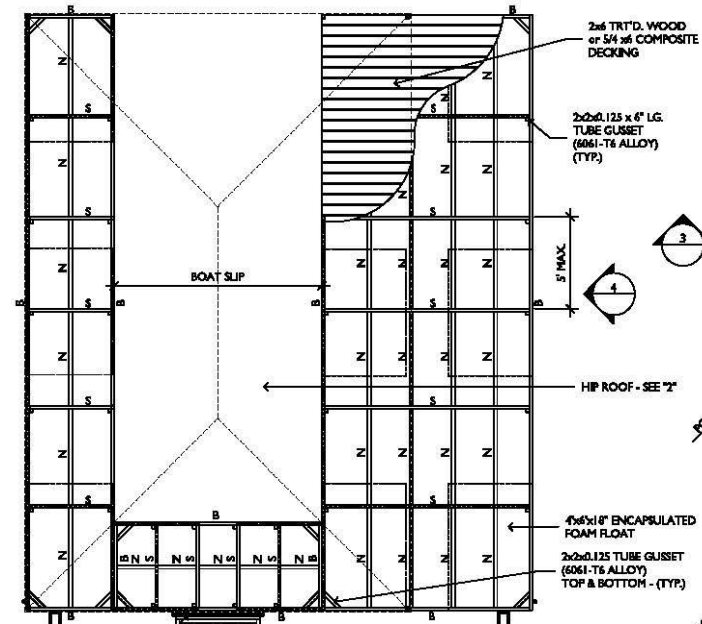 B
B
2x6 TRT'D. WOOD
or 5/4 x6 COMPOSITE
DECKING
N
N
N
S
S
2x2x0.125 x 6" LG.
TUBE GUSSET
(6061-T6 ALLOY)
(TYP.)
N
N
N
N
S
S
3
5' MAX.
4
BOAT SLIP
N
N
N
N
N
B
B
B
B
S
S
HIP ROOF - SEE "2"
N
N
N
N
N
S
S
N
N
N
N
N
S
S
4'x6'x18" ENCAPSULATED
FOAM FLOAT
B
2x2x0.125 TUBE GUSSET
(6061-T6 ALLOY)
TOP & BOTTOM - (TYP.)
N
B
N
S
N
S
N
S
N
S
N
B
N
N
N
N
B
B
B